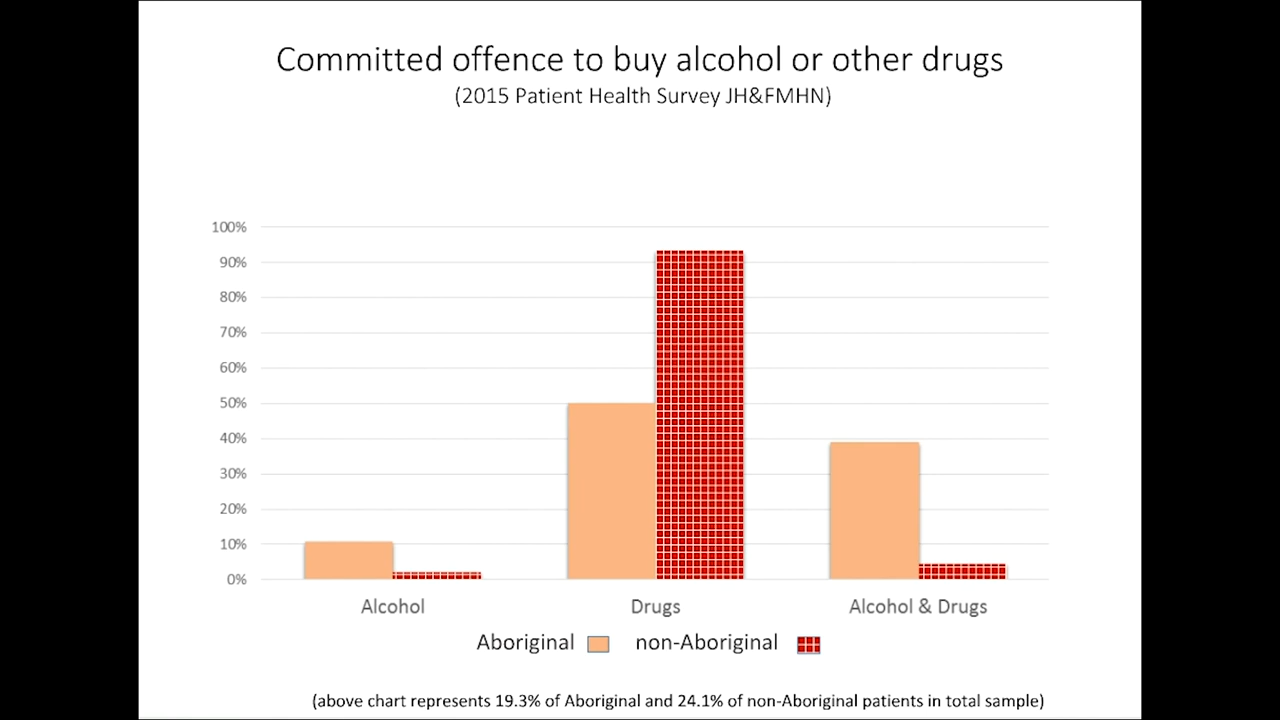 Committed offence to buy alcohol or other drugs
(2015 Patient Health Survey JH&FMHN)
100%
90%
80%
70%
60%
50%
40%
30%
20%
10%
0%
Alcohol Drugs Alcohol & Drugs
Aboriginal non-Aboriginal
(above chart represents 19.3% of Aboriginal and 24.1% of non-Aboriginal patients in total sample)